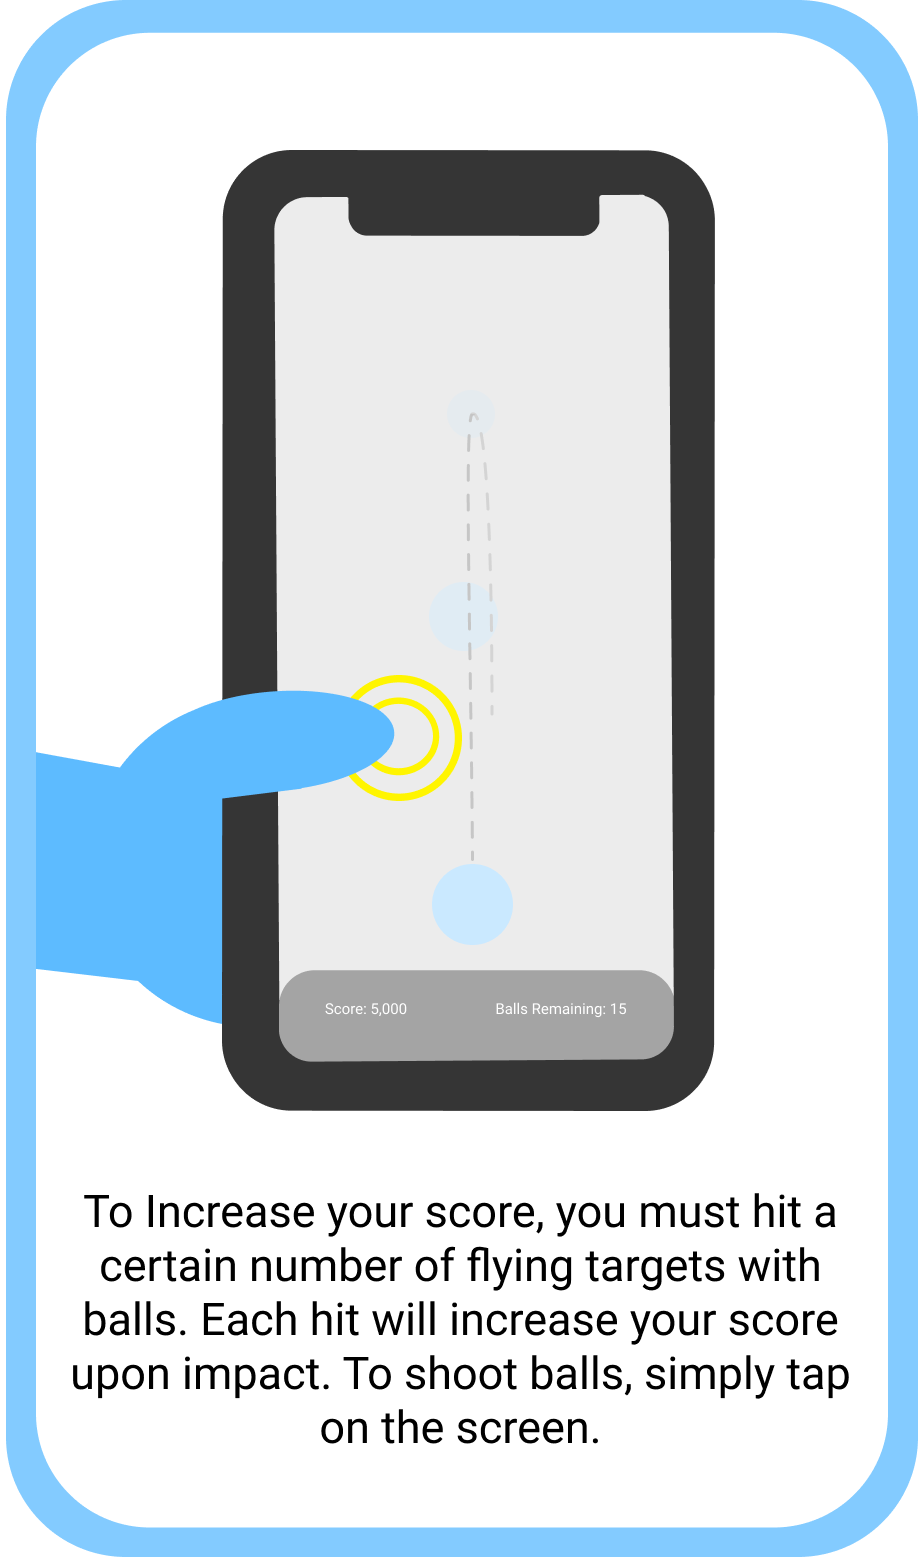 Score: 5,000
Balls Remaining: 15
To Increase your score, you must hit a
certain number of flying targets with
balls. Each hit will increase your score
upon impact. To shoot balls, simply tap
on the screen.